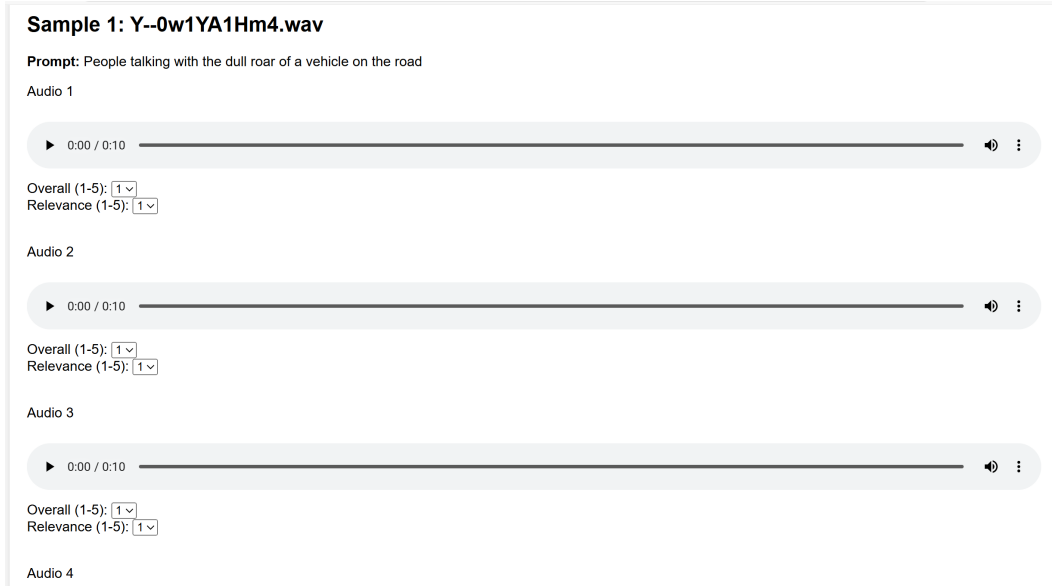 Sample 1: Y--0w1YA1Hm4.wav
Prompt: People talking with the dull roar of a vehicle on the road
Audio 1
0:00 / 0:10
Overall (1-5): 1
Relevance (1-5): 1
Audio 2
0:00 / 0:10
Overall (1-5): 1
Relevance (1-5): 1
Audio 3
0:00 / 0:10
Overall (1-5): 1
Relevance (1-5): 1
Audio 4